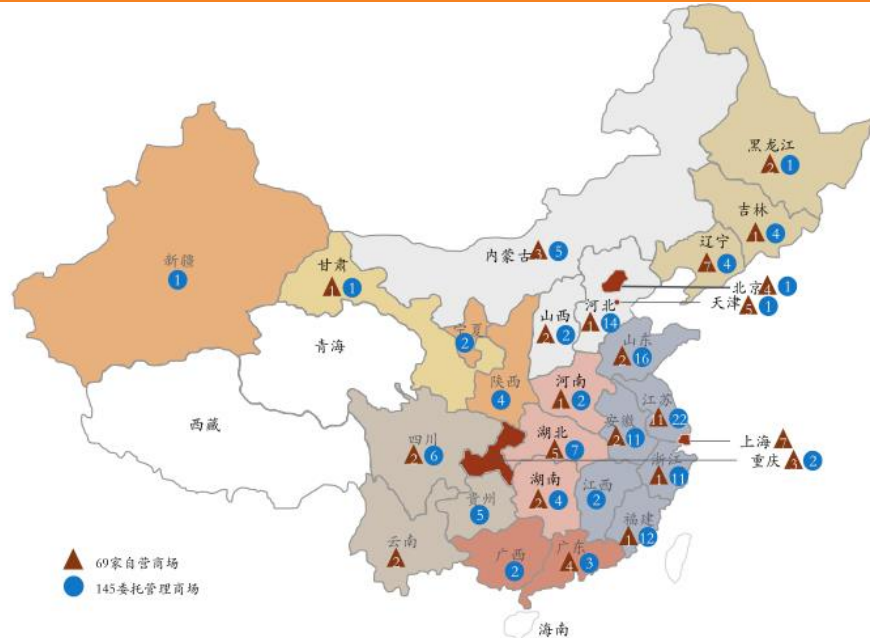 黑龙江
2 1
吉林
1 4
辽宁
7 4
内蒙古 3 5
新疆
1
甘肃
1 1
北京 4 1
天津 5 1
河北
1 14
山西
2 2
宁夏
2
山东
2 16
青海
陕西
4
河南
1 2
江苏
11 22
安徽
2 11
西藏
四川
2 6
湖北
5 7
上海 7
重庆 3 2
浙江
1 11
湖南
2 4
江西
2
贵州
5
福建
1 12
云南
2
广西
2
广东
4 3
海南
69家自营商场
145委托管理商场